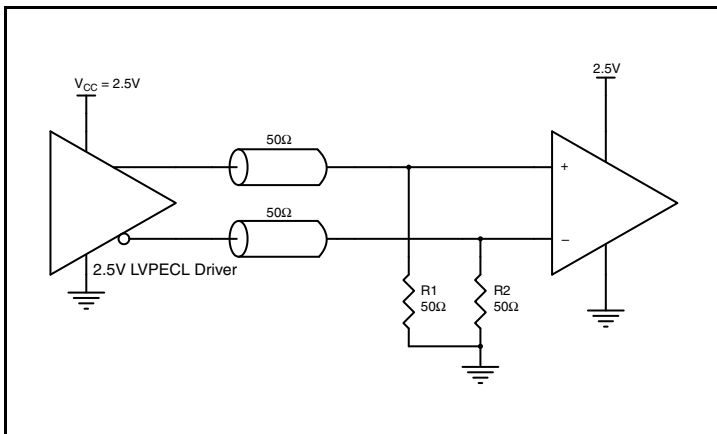 V_CC = 2.5V
2.5V
50Ω
50Ω
+
−
2.5V LVPECL Driver
R1
50Ω
R2
50Ω